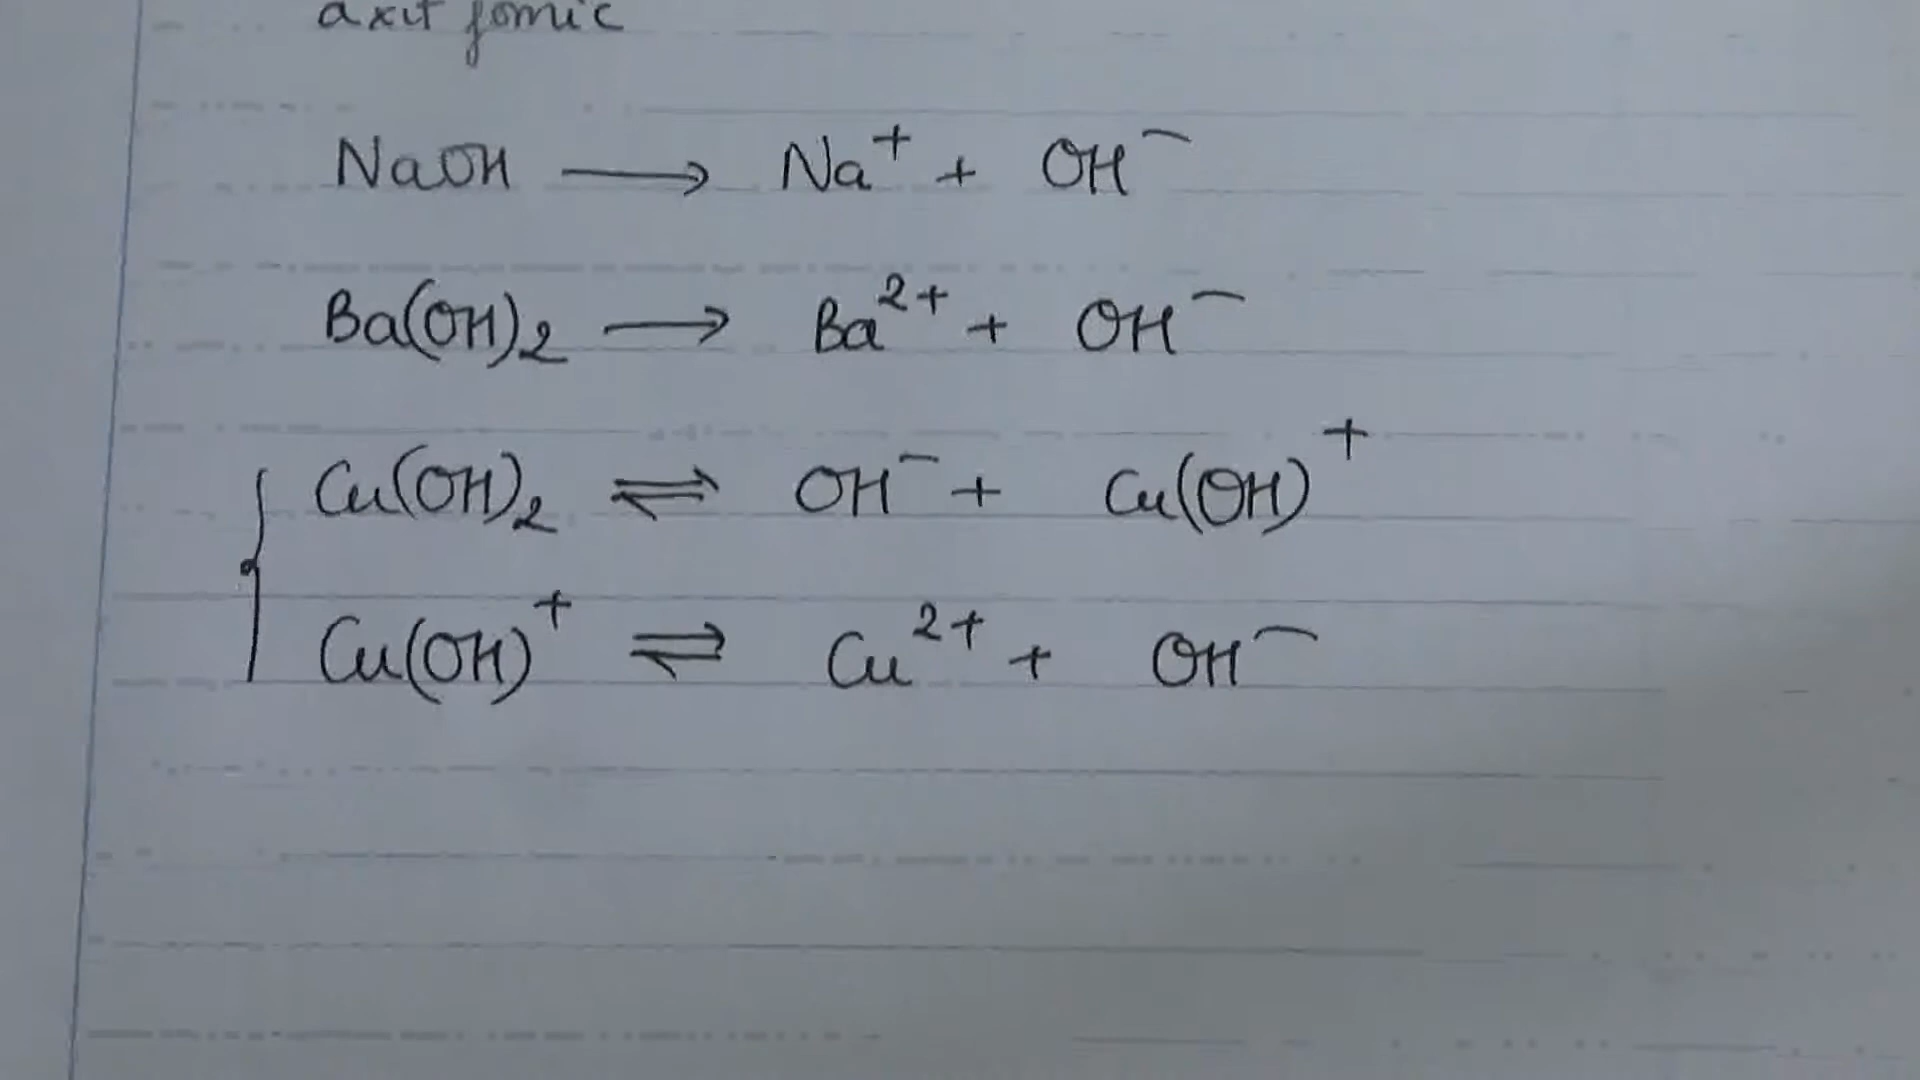 axit fomic
NaOH ⟶ Na⁺ + OH⁻
Ba(OH)₂ ⟶ Ba²⁺ + OH⁻
Cu(OH)₂ ⇌ OH⁻ + Cu(OH)⁺
Cu(OH)⁺ ⇌ Cu²⁺ + OH⁻